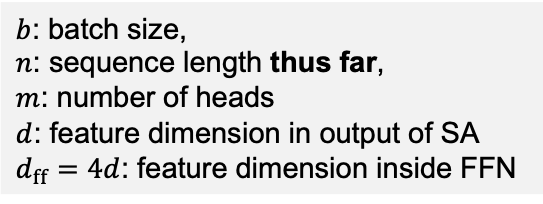 b: batch size,
n: sequence length thus far,
m: number of heads
d: feature dimension in output of SA
d_ff = 4d: feature dimension inside FFN